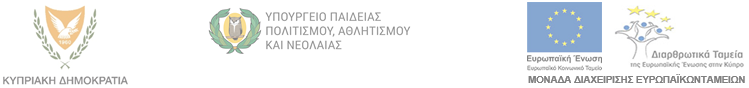 ΚΥΠΡΙΑΚΗ ΔΗΜΟΚΡΑΤΙΑ
ΥΠΟΥΡΓΕΙΟ ΠΑΙΔΕΙΑΣ
ΠΟΛΙΤΙΣΜΟΥ, ΑΘΛΗΤΙΣΜΟΥ
ΚΑΙ ΝΕΟΛΑΙΑΣ
Ευρωπαϊκή Ένωση
Ευρωπαϊκό Κοινωνικό Ταμείο
Διαρθρωτικά Ταμεία
της Ευρωπαϊκής Ένωσης στην Κύπρο
ΜΟΝΑΔΑ ΔΙΑΧΕΙΡΙΣΗΣ ΕΥΡΩΠΑΪΚΩΝΤΑΜΕΙΩΝ